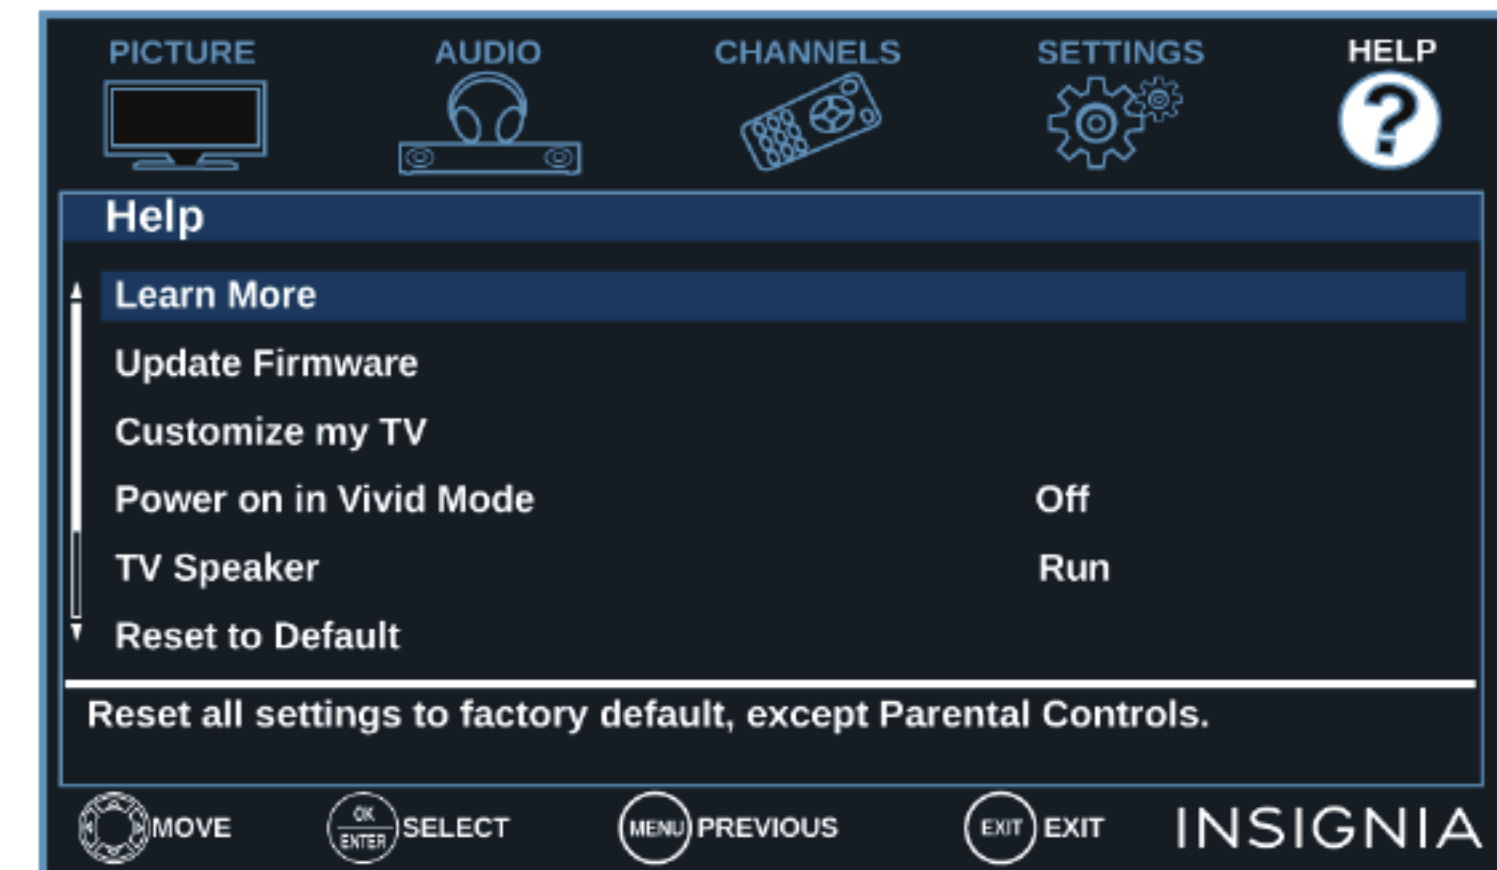 PICTURE AUDIO CHANNELS SETTINGS HELP
?
Help
Learn More
Update Firmware
Customize my TV
Power on in Vivid Mode Off
TV Speaker Run
Reset to Default
Reset all settings to factory default, except Parental Controls.
MOVE OK ENTER SELECT MENU PREVIOUS EXIT EXIT INSIGNIA